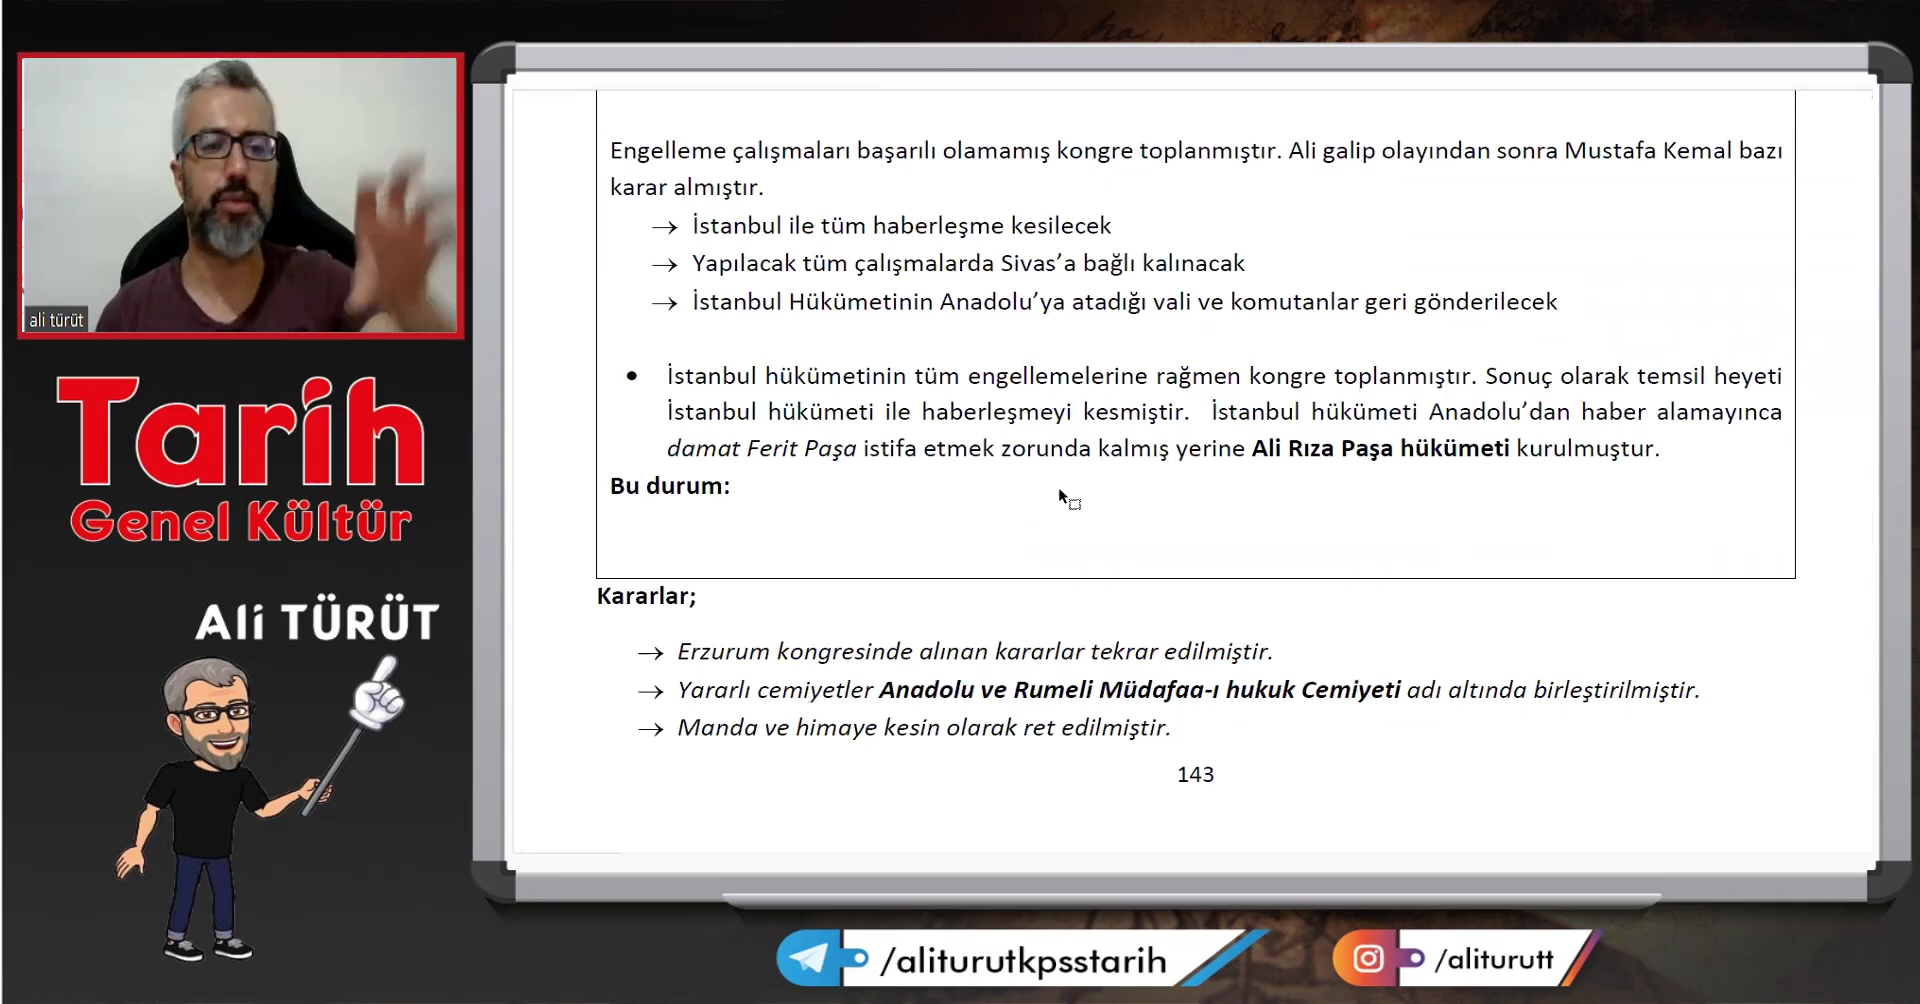 ali türüt
Tarih
Genel Kültür
Ali TÜRÜT
Engelleme çalışmaları başarılı olamamış kongre toplanmıştır. Ali galip olayından sonra Mustafa Kemal bazı
karar almıştır.
→ İstanbul ile tüm haberleşme kesilecek
→ Yapılacak tüm çalışmalarda Sivas’a bağlı kalınacak
→ İstanbul Hükümetinin Anadolu’ya atadığı vali ve komutanlar geri gönderilecek
• İstanbul hükümetinin tüm engellemelerine rağmen kongre toplanmıştır. Sonuç olarak temsil heyeti
İstanbul hükümeti ile haberleşmeyi kesmiştir. İstanbul hükümeti Anadolu’dan haber alamayınca
damat Ferit Paşa istifa etmek zorunda kalmış yerine Ali Rıza Paşa hükümeti kurulmuştur.
Bu durum:
Kararlar;
→ Erzurum kongresinde alınan kararlar tekrar edilmiştir.
→ Yararlı cemiyetler Anadolu ve Rumeli Müdafaa-ı hukuk Cemiyeti adı altında birleştirilmiştir.
→ Manda ve himaye kesin olarak ret edilmiştir.
143
/aliturutkpsstarih
/aliturutt